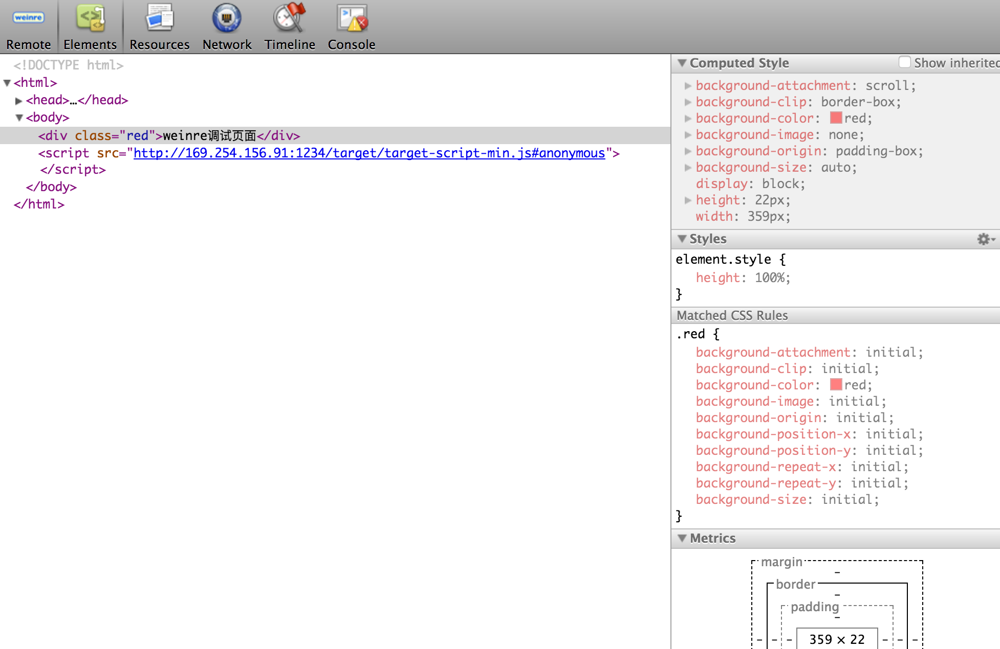 weinre
Remote
Elements
Resources
Network
Timeline
Console
<!DOCTYPE html>
<html>
<head>…</head>
<body>
<div class="red">weinre调试页面</div>
<script src="http://169.254.156.91:1234/target/target-script-min.js#anonymous">
</script>
</body>
</html>
Computed Style
Show inherited
background-attachment: scroll;
background-clip: border-box;
background-color: red;
background-image: none;
background-origin: padding-box;
background-size: auto;
display: block;
height: 22px;
width: 359px;
Styles
element.style {
height: 100%;
}
Matched CSS Rules
.red {
background-attachment: initial;
background-clip: initial;
background-color: red;
background-image: initial;
background-origin: initial;
background-position-x: initial;
background-position-y: initial;
background-repeat-x: initial;
background-repeat-y: initial;
background-size: initial;
}
Metrics
margin
–
border
–
padding
–
– – – 359 × 22 – – –